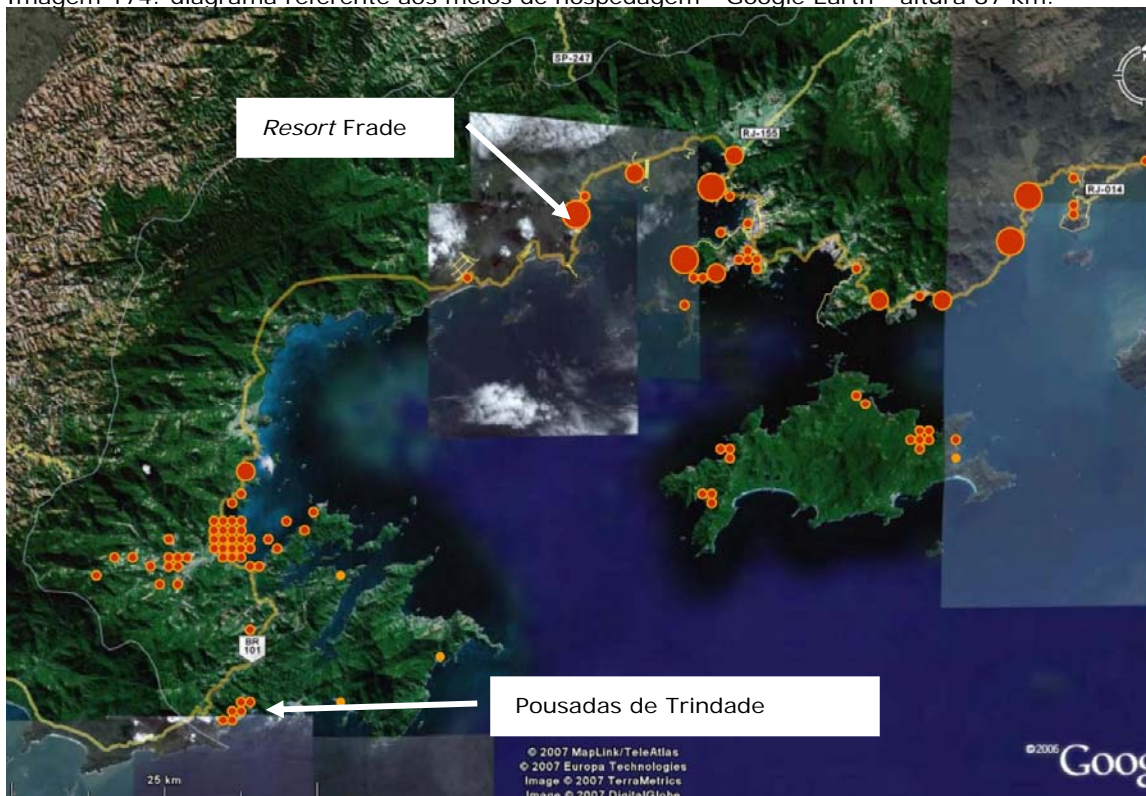 Imagem 174: diagrama referente aos meios de hospedagem - Google Earth - altura 87 km.
SP-247
Resort Frade
RJ-155
RJ-014
BR
101
Pousadas de Trindade
© 2007 MapLink/TeleAtlas
© 2007 Europa Technologies
Image © 2007 TerraMetrics
Image © 2007 DigitalGlobe
©2006 Goog
25 km